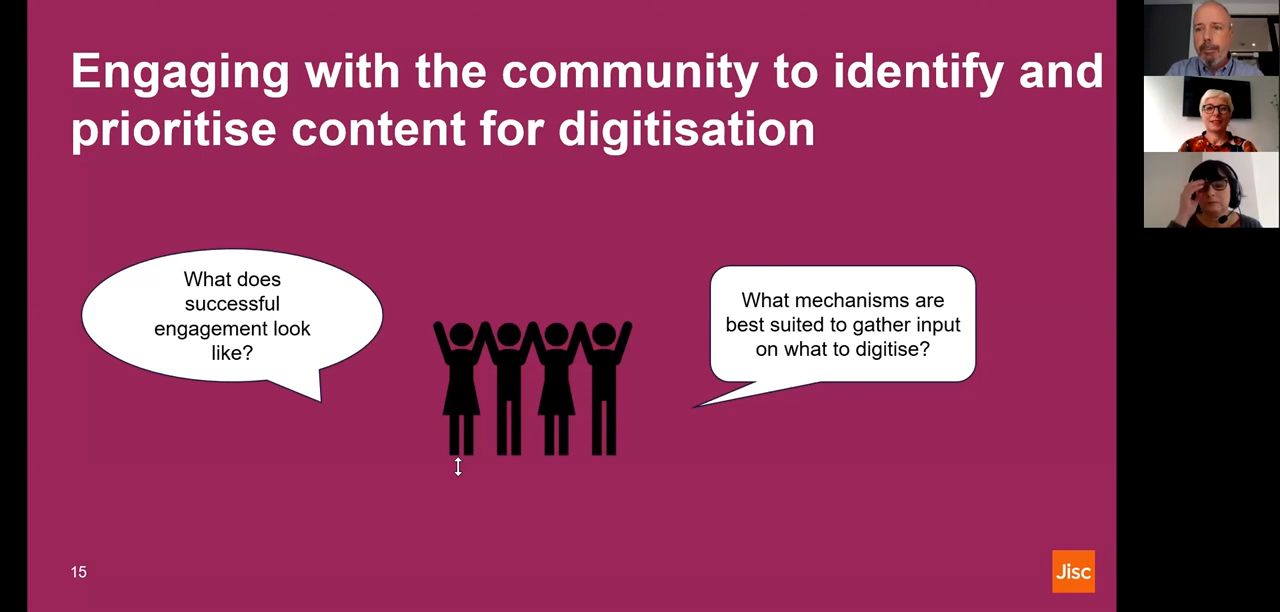 Engaging with the community to identify and
prioritise content for digitisation
What does
successful
engagement look
like?
What mechanisms are
best suited to gather input
on what to digitise?
15
Jisc